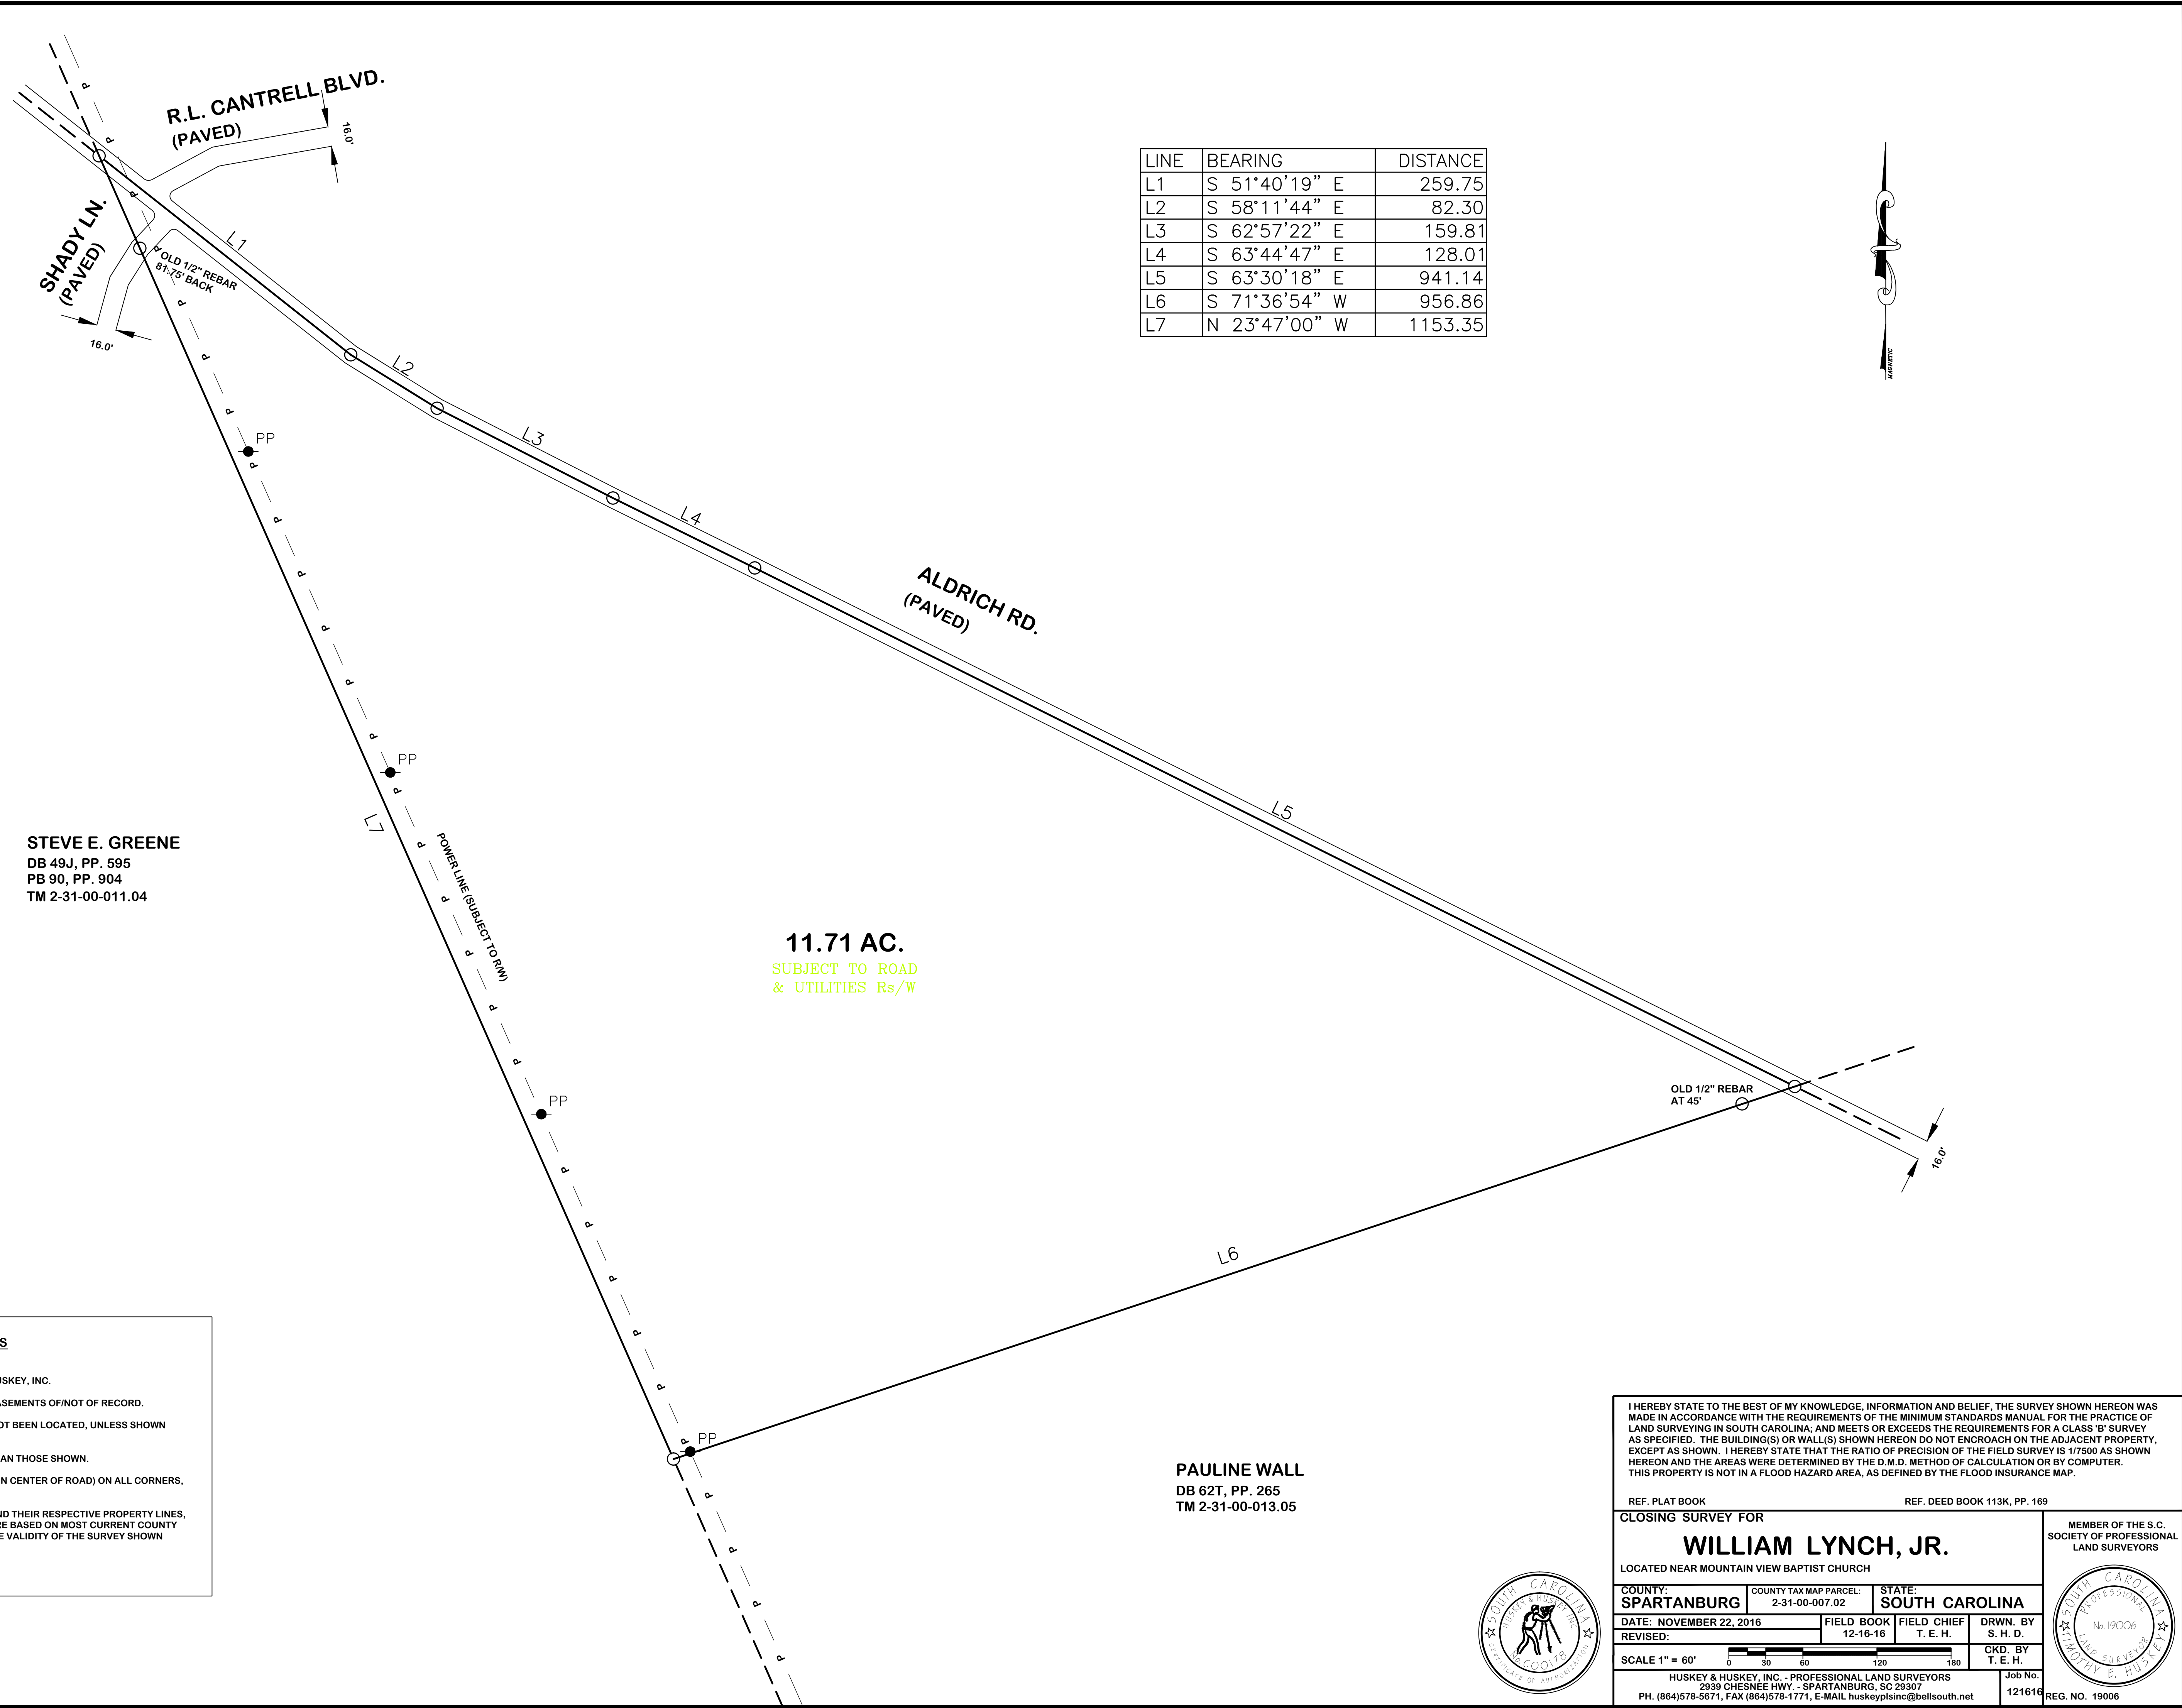 R.L. CANTRELL BLVD.
(PAVED)
16.0'
SHADY LN.
(PAVED)
16.0'
OLD 1/2" REBAR
81.75' BACK
L1
L2
L3
L4
L5
L6
L7
LINE BEARING DISTANCE
L1 S 51°40'19" E 259.75
L2 S 58°11'44" E 82.30
L3 S 62°57'22" E 159.81
L4 S 63°44'47" E 128.01
L5 S 63°30'18" E 941.14
L6 S 71°36'54" W 956.86
L7 N 23°47'00" W 1153.35
MAGNETIC
ALDRICH RD.
(PAVED)
PP
PP
PP
PP
POWER LINE (SUBJECT TO R/W)
P P P P P P P P P P P P P P P P P P P P P P P P P P P P P
STEVE E. GREENE
DB 49J, PP. 595
PB 90, PP. 904
TM 2-31-00-011.04
11.71 AC.
SUBJECT TO ROAD
& UTILITIES Rs/W
OLD 1/2" REBAR
AT 45'
16.0'
PAULINE WALL
DB 62T, PP. 265
TM 2-31-00-013.05
S
USKEY, INC.
ASEMENTS OF/NOT OF RECORD.
OT BEEN LOCATED, UNLESS SHOWN
AN THOSE SHOWN.
N CENTER OF ROAD) ON ALL CORNERS,
ND THEIR RESPECTIVE PROPERTY LINES,
RE BASED ON MOST CURRENT COUNTY
E VALIDITY OF THE SURVEY SHOWN
I HEREBY STATE TO THE BEST OF MY KNOWLEDGE, INFORMATION AND BELIEF, THE SURVEY SHOWN HEREON WAS
MADE IN ACCORDANCE WITH THE REQUIREMENTS OF THE MINIMUM STANDARDS MANUAL FOR THE PRACTICE OF
LAND SURVEYING IN SOUTH CAROLINA; AND MEETS OR EXCEEDS THE REQUIREMENTS FOR A CLASS 'B' SURVEY
AS SPECIFIED. THE BUILDING(S) OR WALL(S) SHOWN HEREON DO NOT ENCROACH ON THE ADJACENT PROPERTY,
EXCEPT AS SHOWN. I HEREBY STATE THAT THE RATIO OF PRECISION OF THE FIELD SURVEY IS 1/7500 AS SHOWN
HEREON AND THE AREAS WERE DETERMINED BY THE D.M.D. METHOD OF CALCULATION OR BY COMPUTER.
THIS PROPERTY IS NOT IN A FLOOD HAZARD AREA, AS DEFINED BY THE FLOOD INSURANCE MAP.
REF. PLAT BOOK REF. DEED BOOK 113K, PP. 169
CLOSING SURVEY FOR
WILLIAM LYNCH, JR.
LOCATED NEAR MOUNTAIN VIEW BAPTIST CHURCH
COUNTY:
SPARTANBURG
COUNTY TAX MAP PARCEL:
2-31-00-007.02
STATE:
SOUTH CAROLINA
DATE: NOVEMBER 22, 2016
REVISED:
FIELD BOOK
12-16-16
FIELD CHIEF
T. E. H.
DRWN. BY
S. H. D.
SCALE 1" = 60'
0 30 60 120 180
CKD. BY
T. E. H.
HUSKEY & HUSKEY, INC. - PROFESSIONAL LAND SURVEYORS
2939 CHESNEE HWY. - SPARTANBURG, SC 29307
PH. (864)578-5671, FAX (864)578-1771, E-MAIL huskeyplsinc@bellsouth.net
Job No.
121616
MEMBER OF THE S.C.
SOCIETY OF PROFESSIONAL
LAND SURVEYORS
SOUTH CAROLINA
PROFESSIONAL
No. 19006
LAND SURVEYOR
TIMOTHY E. HUSKEY
REG. NO. 19006
SOUTH CAROLINA
HUSKEY & HUSKEY INC.
No. C00178
CERTIFICATE OF AUTHORIZATION